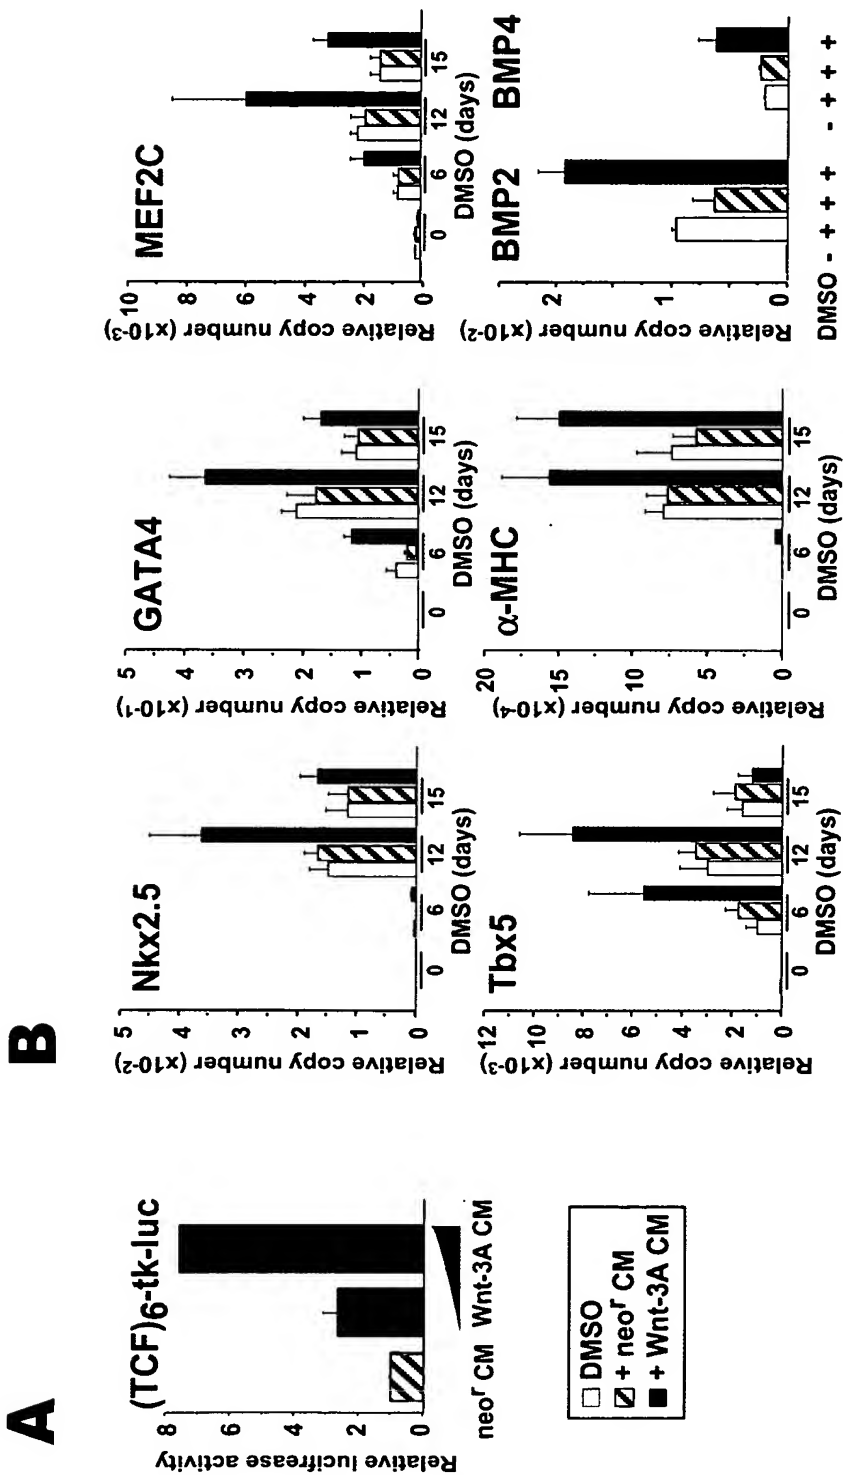 A
(TCF)6-tk-luc
Relative lucifrease activity
8
6
4
2
0
neor CM
Wnt-3A CM
DMSO
+ neor CM
+ Wnt-3A CM
B
Nkx2.5
Relative copy number (x10-2)
5
4
3
2
1
0
0 6 12 15
DMSO (days)
GATA4
Relative copy number (x10-1)
5
4
3
2
1
0
0 6 12 15
DMSO (days)
MEF2C
Relative copy number (x10-3)
10
8
6
4
2
0
0 6 12 15
DMSO (days)
Tbx5
Relative copy number (x10-3)
12
10
8
6
4
2
0
0 6 12 15
DMSO (days)
α-MHC
Relative copy number (x10-4)
20
15
10
5
0
0 6 12 15
DMSO (days)
BMP2 BMP4
Relative copy number (x10-2)
2
1
0
DMSO - + + + - + + +